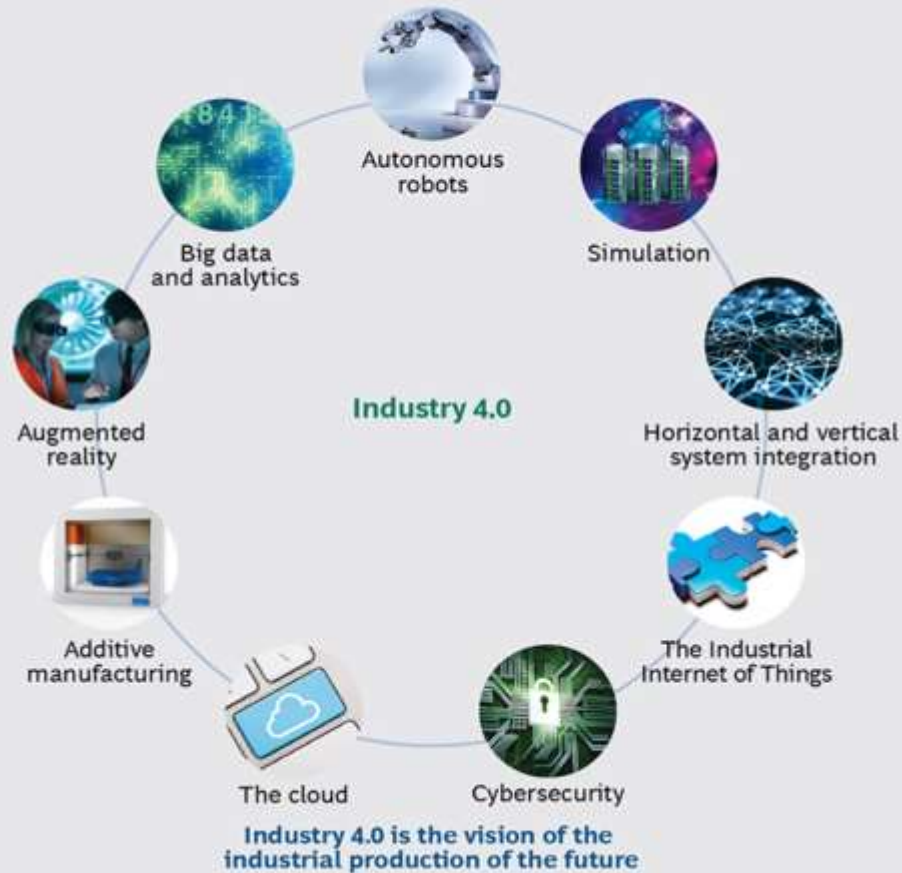 Autonomous
robots
Simulation
Horizontal and vertical
system integration
The Industrial
Internet of Things
Cybersecurity
The cloud
Additive
manufacturing
Augmented
reality
Big data
and analytics
Industry 4.0
Industry 4.0 is the vision of the
industrial production of the future